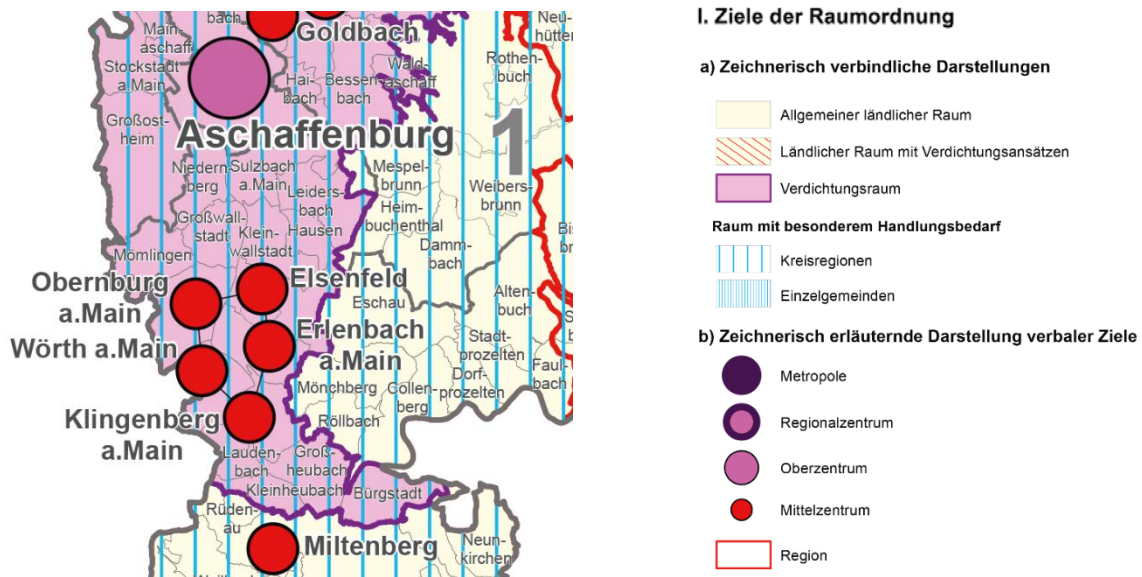 bach
Goldbach
Main-
aschaff
Stockstadt
a.Main
Hai-
bach
Bessen-
bach
Wald-
aschaff
Rothen-
buch
Neu-
hütten
Großost-
heim
Aschaffenburg
1
Niedern-
berg
Sulzbach
a.Main
Leiders-
bach
Mespel-
brunn
Weibers-
brunn
Heim-
buchenthal
Großwall-
stadt
Klein-
wallstadt
Hausen
Damm-
bach
Mömlingen
Obernburg
a.Main
Elsenfeld
Eschau
Alten-
buch
Wörth a.Main
Erlenbach
a.Main
Stadt-
prozelten
Faul-
bach
Mönchberg
Collen-
berg
Dorf-
prozelten
Klingenberg
a.Main
Röllbach
Lauden-
bach
Groß-
heubach
Kleinheubach
Bürgstadt
Rüden-
au
Miltenberg
Neun-
kirchen
I. Ziele der Raumordnung
a) Zeichnerisch verbindliche Darstellungen
Allgemeiner ländlicher Raum
Ländlicher Raum mit Verdichtungsansätzen
Verdichtungsraum
Raum mit besonderem Handlungsbedarf
Kreisregionen
Einzelgemeinden
b) Zeichnerisch erläuternde Darstellung verbaler Ziele
Metropole
Regionalzentrum
Oberzentrum
Mittelzentrum
Region